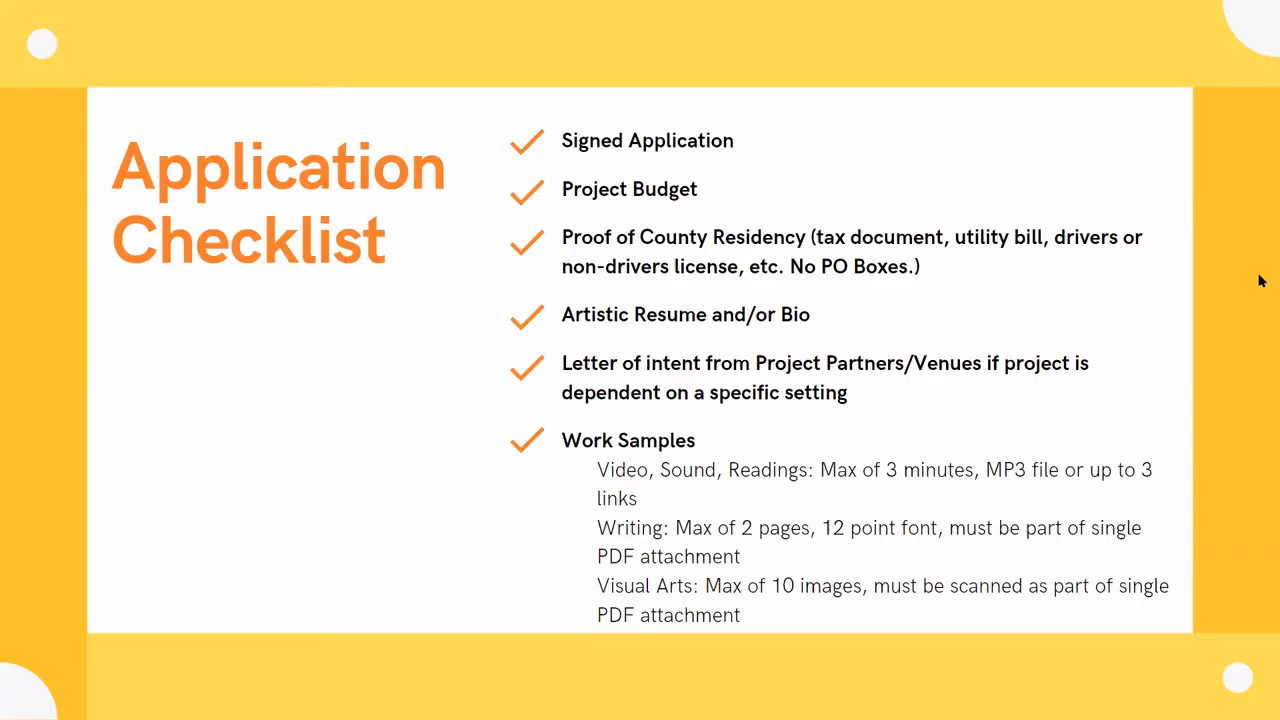 Application
Checklist
Signed Application
Project Budget
Proof of County Residency (tax document, utility bill, drivers or
non-drivers license, etc. No PO Boxes.)
Artistic Resume and/or Bio
Letter of intent from Project Partners/Venues if project is
dependent on a specific setting
Work Samples
Video, Sound, Readings: Max of 3 minutes, MP3 file or up to 3
links
Writing: Max of 2 pages, 12 point font, must be part of single
PDF attachment
Visual Arts: Max of 10 images, must be scanned as part of single
PDF attachment